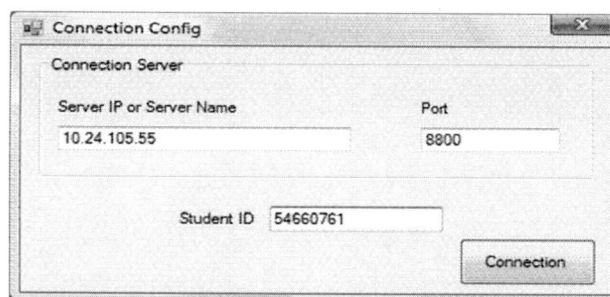 Connection Config
Connection Server
Server IP or Server Name
Port
10.24.105.55
8800
Student ID
54660761
Connection